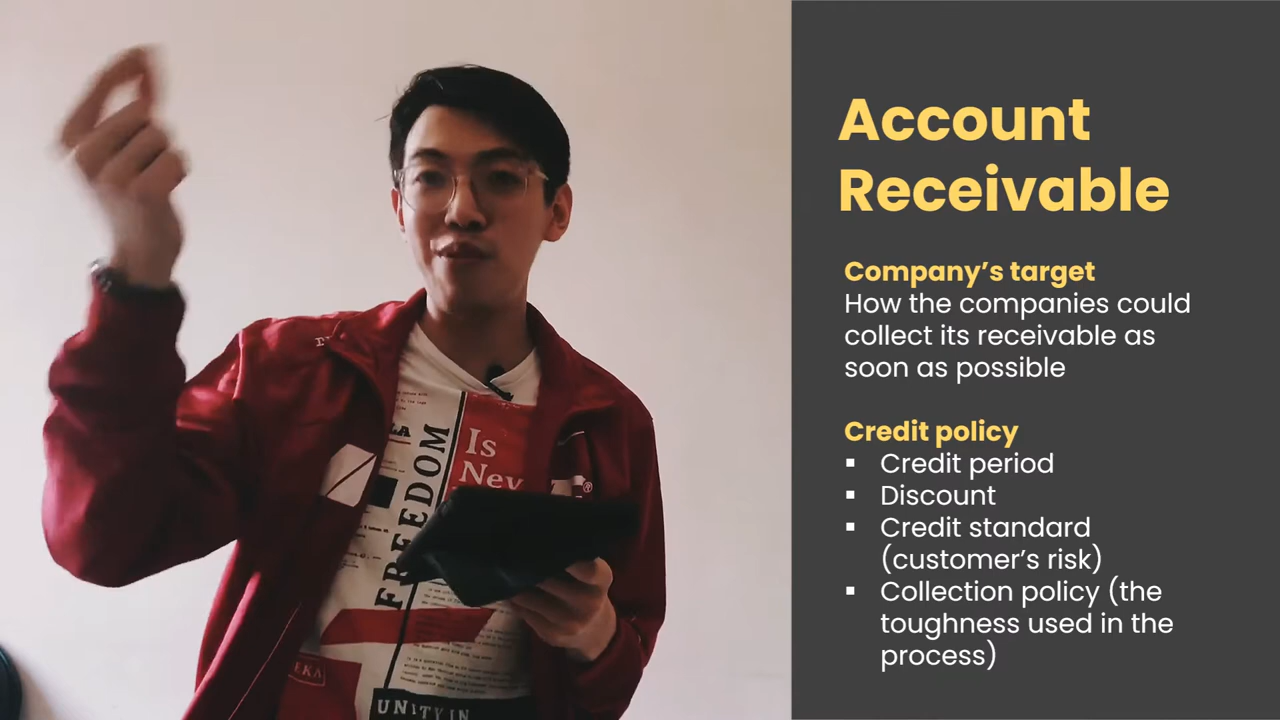 Account
Receivable
Company's target
How the companies could
collect its receivable as
soon as possible
Credit policy
▪ Credit period
▪ Discount
▪ Credit standard
(customer's risk)
▪ Collection policy (the
toughness used in the
process)
Is
Nev
FREEDOM
UNITY IN